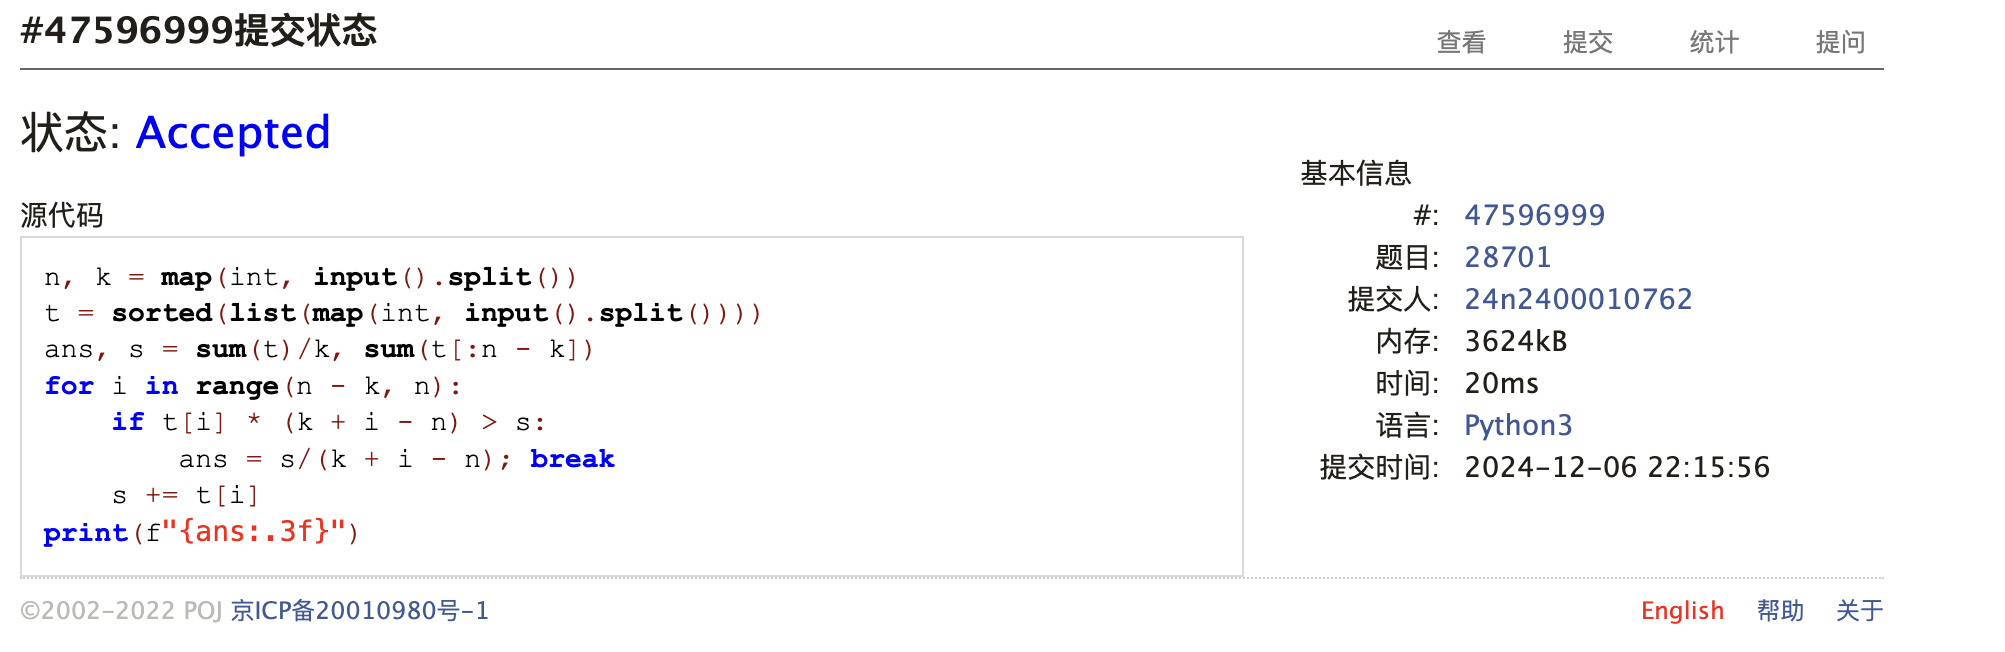 #47596999提交状态
查看 提交 统计 提问
状态: Accepted
源代码
n, k = map(int, input().split())
t = sorted(list(map(int, input().split())))
ans, s = sum(t)/k, sum(t[:n - k])
for i in range(n - k, n):
    if t[i] * (k + i - n) > s:
        ans = s/(k + i - n); break
    s += t[i]
print(f"{ans:.3f}")
基本信息
#: 47596999
题目: 28701
提交人: 24n2400010762
内存: 3624kB
时间: 20ms
语言: Python3
提交时间: 2024-12-06 22:15:56
©2002-2022 POJ 京ICP备20010980号-1
English 帮助 关于